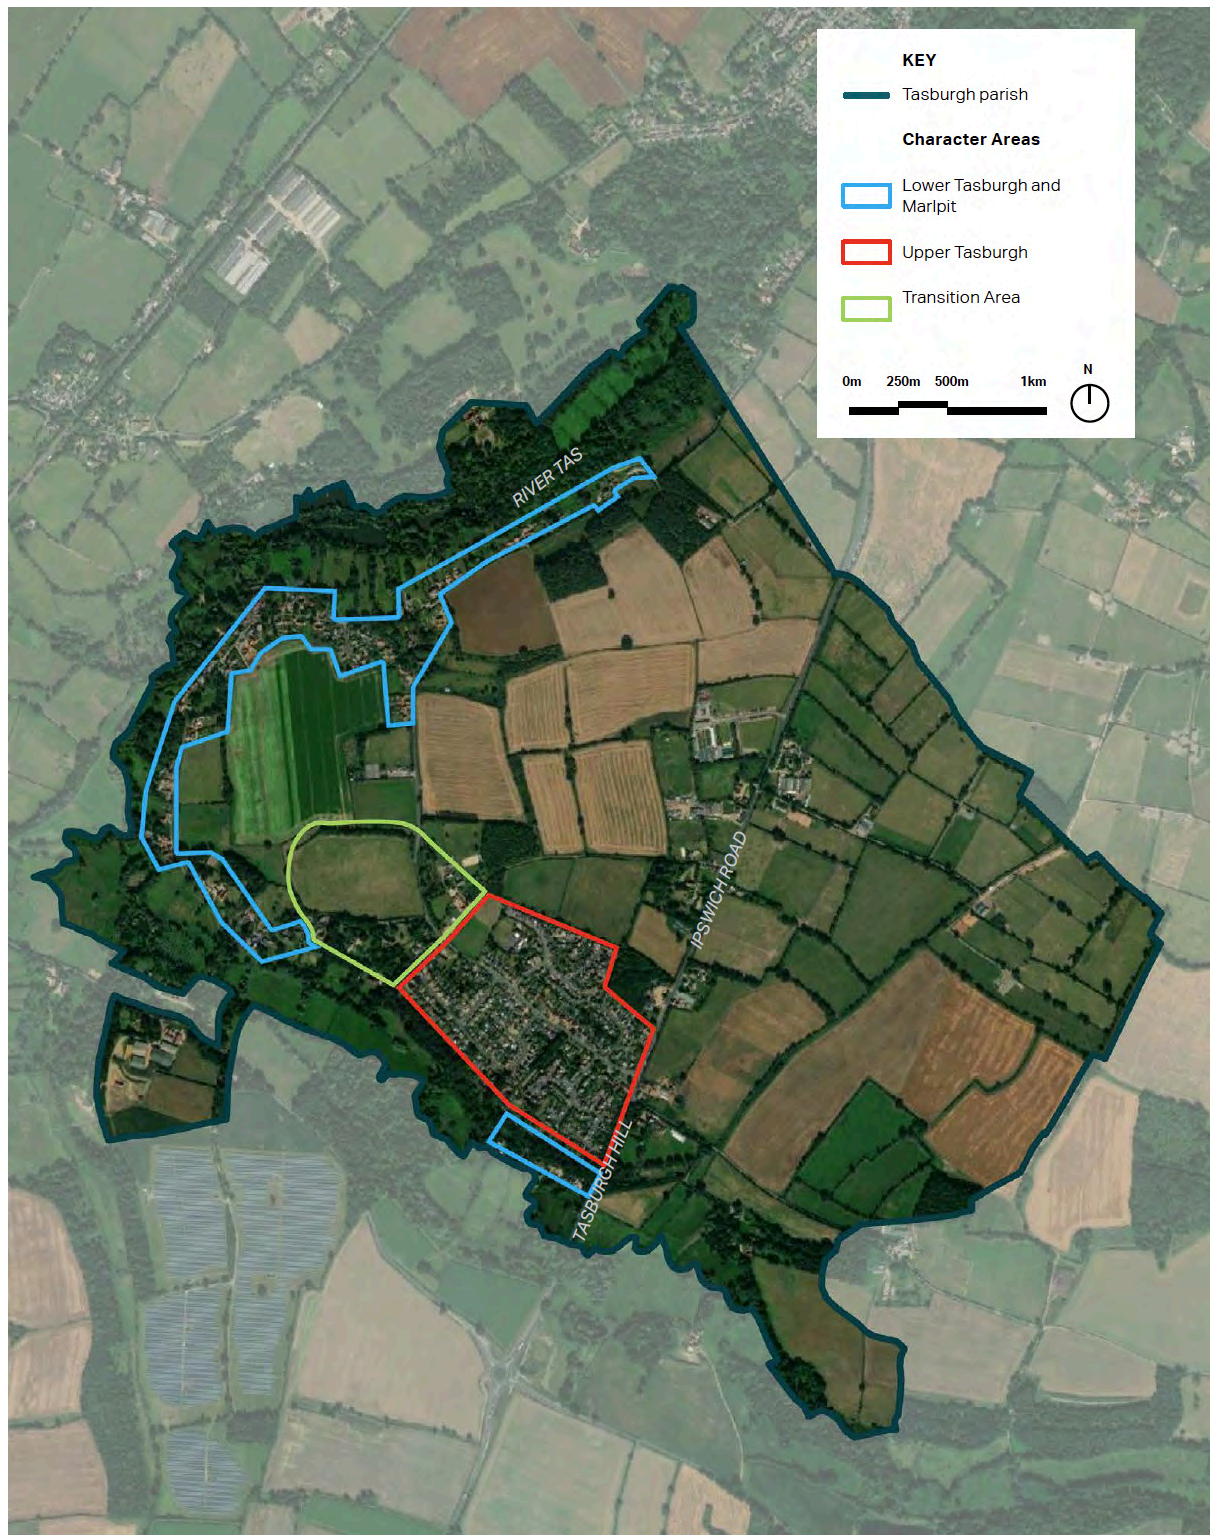 KEY
Tasburgh parish
Character Areas
Lower Tasburgh and
Marlpit
Upper Tasburgh
Transition Area
0m 250m 500m 1km
N
RIVER TAS
IPSWICH ROAD
TASBURGH HILL